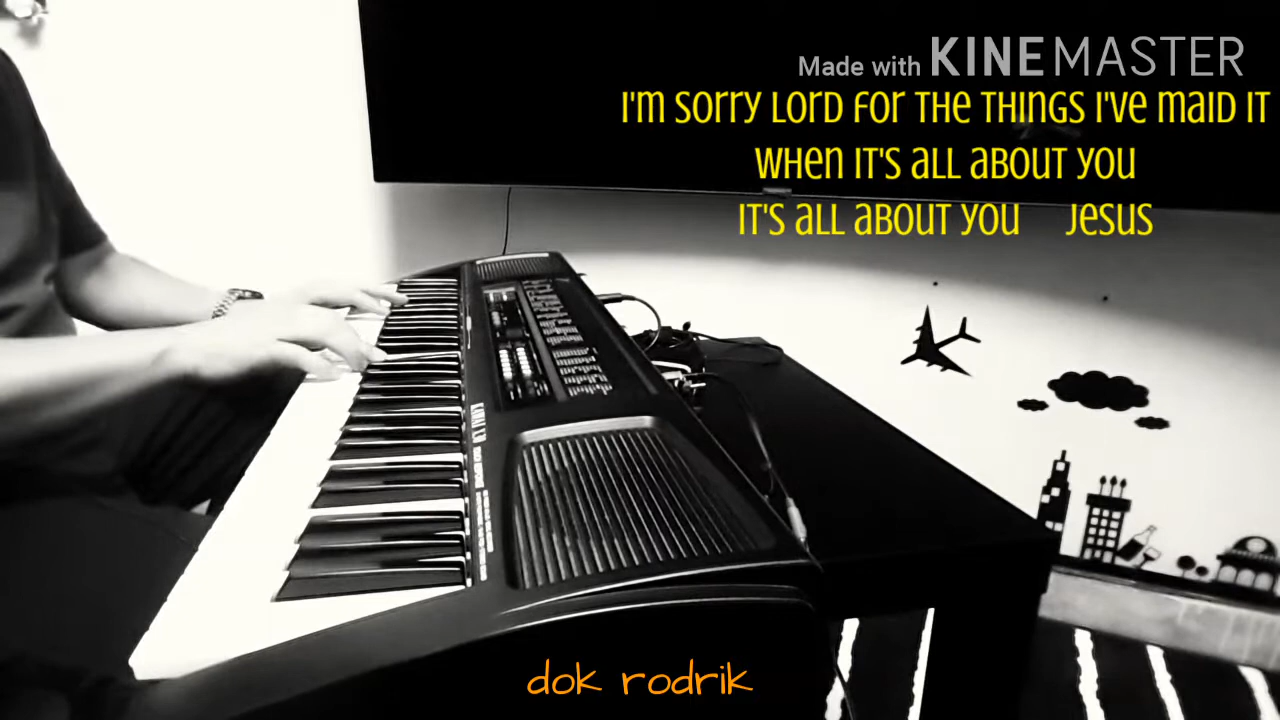 Made with KINEMASTER
I'm sorry Lord for the things I've maid it
when it's all about you
it's all about you Jesus
dok rodrik